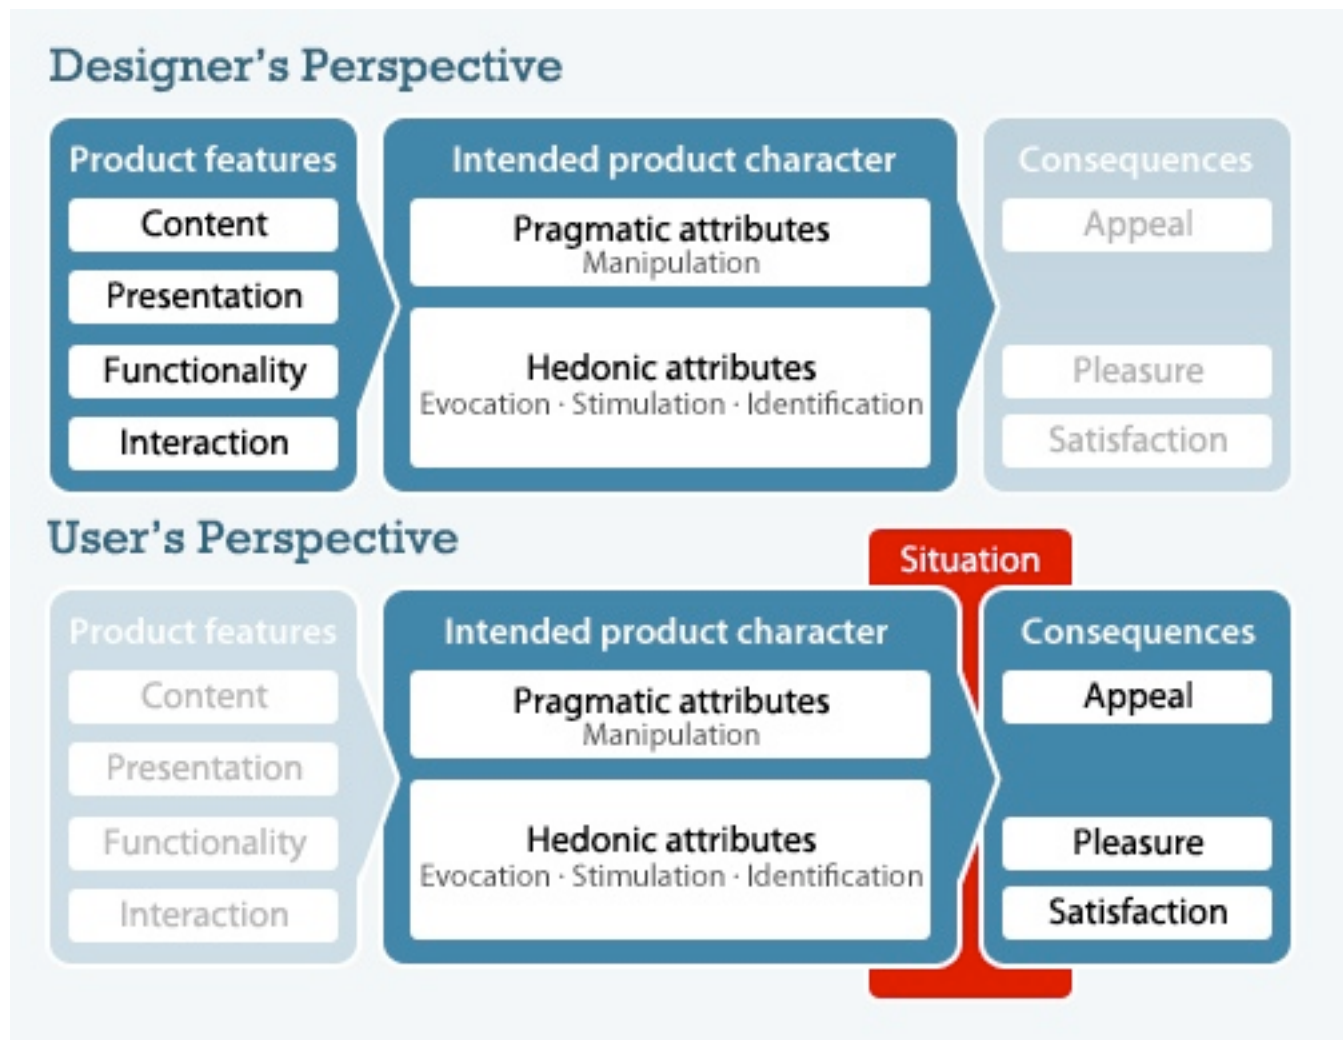 Designer’s Perspective
Product features
Content
Presentation
Functionality
Interaction
Intended product character
Pragmatic attributes
Manipulation
Hedonic attributes
Evocation · Stimulation · Identification
Consequences
Appeal
Pleasure
Satisfaction
User’s Perspective
Situation
Product features
Content
Presentation
Functionality
Interaction
Intended product character
Pragmatic attributes
Manipulation
Hedonic attributes
Evocation · Stimulation · Identification
Consequences
Appeal
Pleasure
Satisfaction